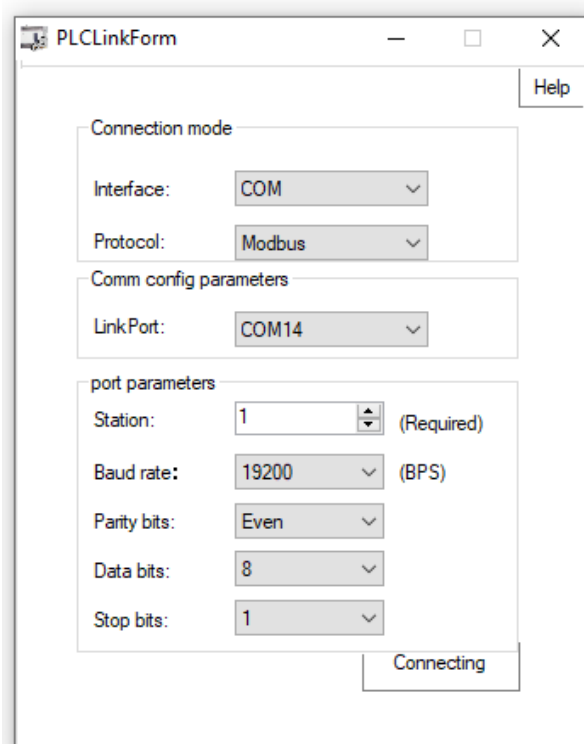 PLCLinkForm
Help
Connection mode
Interface: COM
Protocol: Modbus
Comm config parameters
LinkPort: COM14
port parameters
Station: 1 (Required)
Baud rate: 19200 (BPS)
Parity bits: Even
Data bits: 8
Stop bits: 1
Connecting